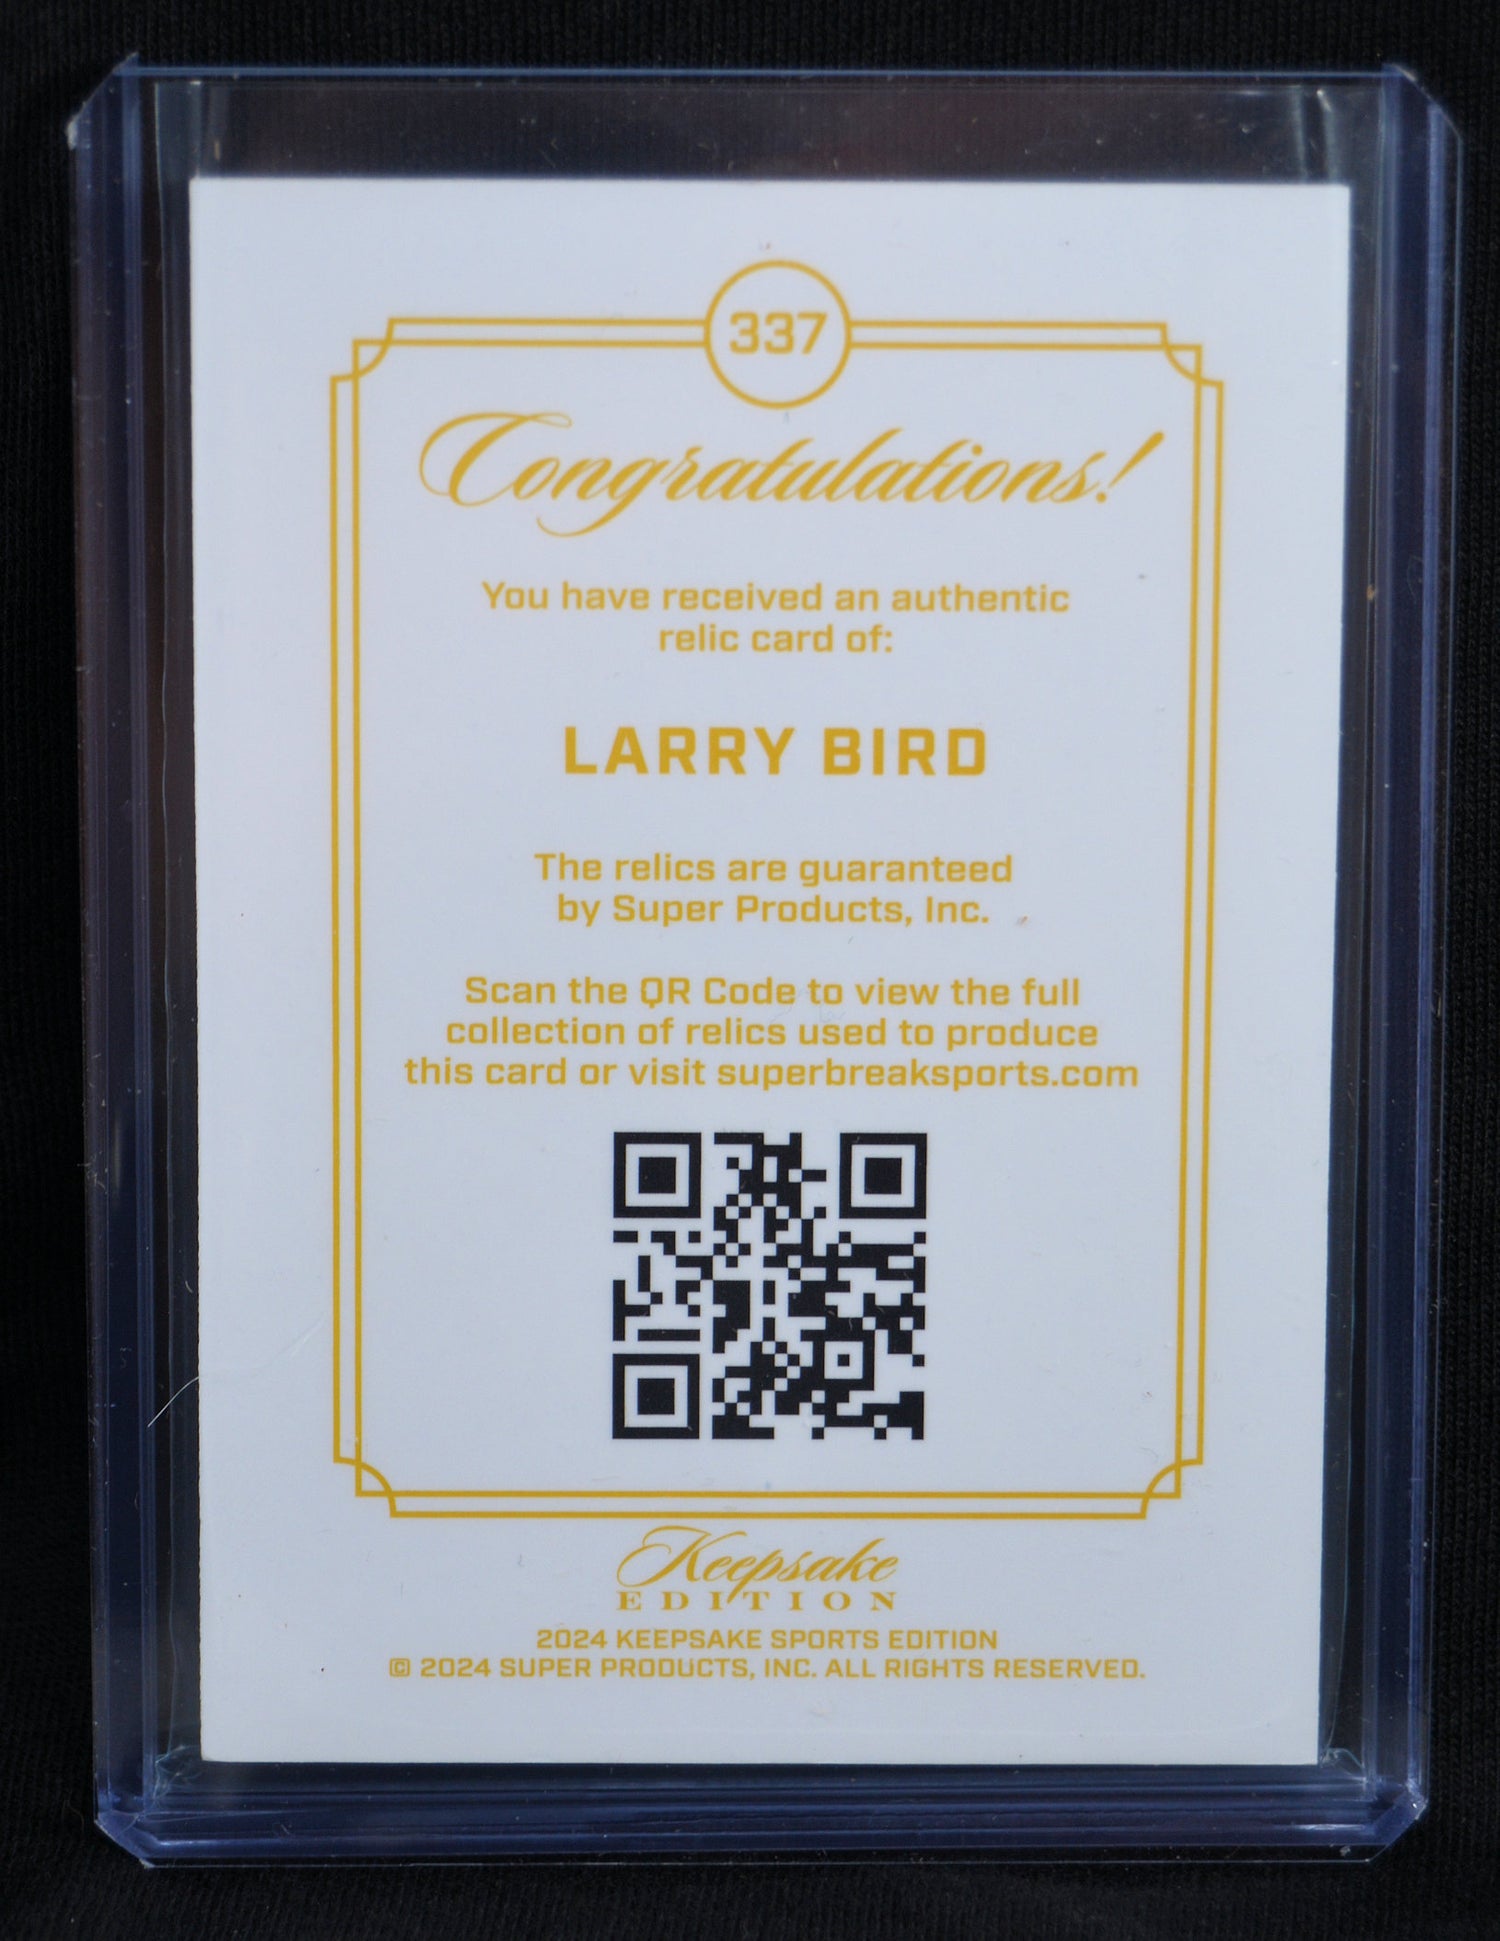 337
Congratulations!
You have received an authentic
relic card of:
LARRY BIRD
The relics are guaranteed
by Super Products, Inc.
Scan the QR Code to view the full
collection of relics used to produce
this card or visit superbreaksports.com
Keepsake
EDITION
2024 KEEPSAKE SPORTS EDITION
© 2024 SUPER PRODUCTS, INC. ALL RIGHTS RESERVED.